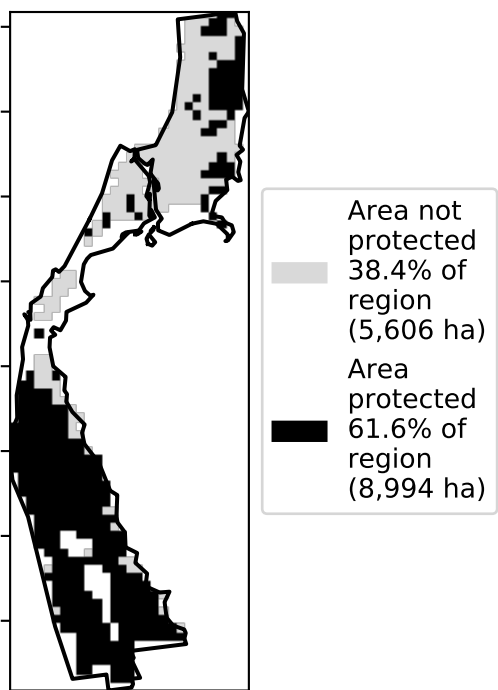 Area not
protected
38.4% of
region
(5,606 ha)
Area
protected
61.6% of
region
(8,994 ha)